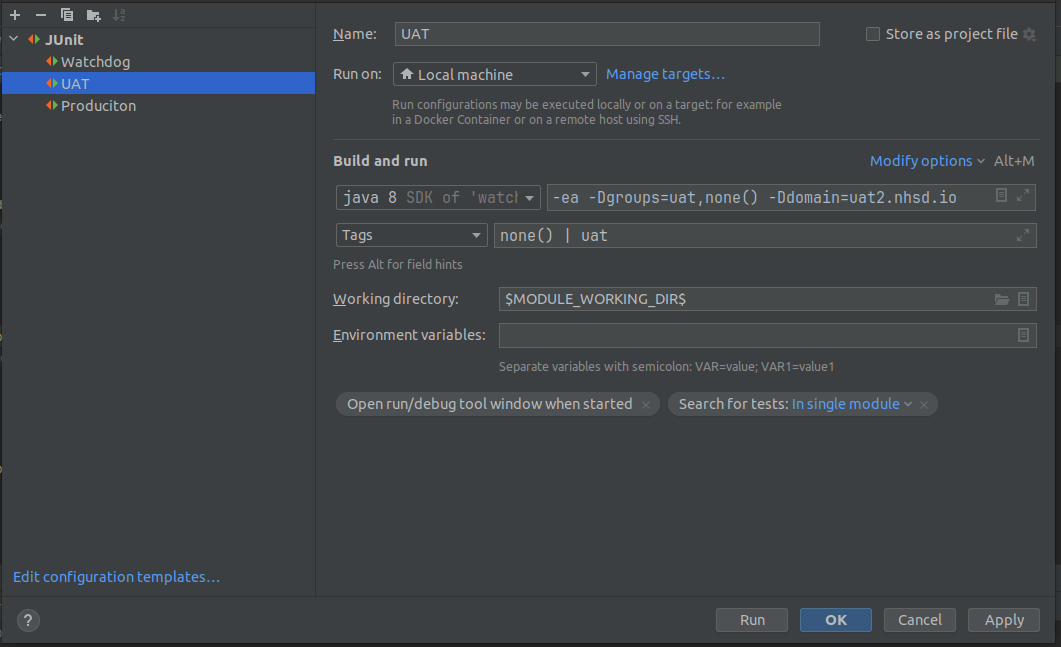 JUnit
Watchdog
UAT
Produciton
Edit configuration templates...
Name: UAT Store as project file
Run on: Local machine Manage targets...
Run configurations may be executed locally or on a target: for example
in a Docker Container or on a remote host using SSH.
Build and run Modify options Alt+M
java 8 SDK of 'watch -ea -Dgroups=uat,none() -Ddomain=uat2.nhsd.io
Tags none() | uat
Press Alt for field hints
Working directory: $MODULE_WORKING_DIR$
Environment variables:
Separate variables with semicolon: VAR=value; VAR1=value1
Open run/debug tool window when started × Search for tests: In single module ×
? Run OK Cancel Apply